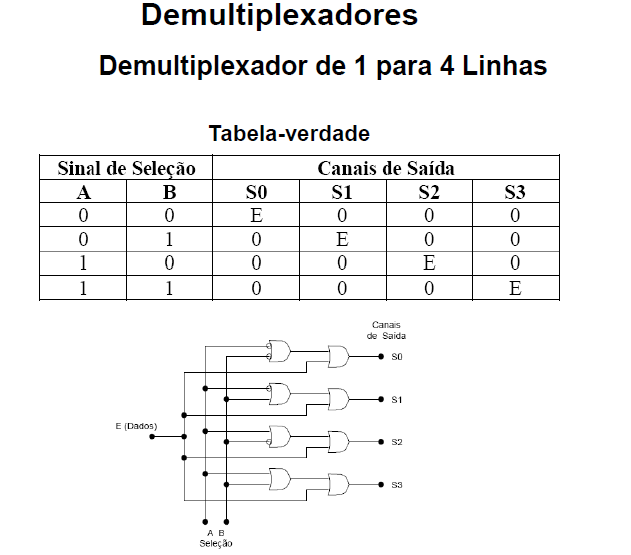 Demultiplexadores
Demultiplexador de 1 para 4 Linhas
Tabela-verdade
Sinal de Seleção Canais de Saída
A B S0 S1 S2 S3
0 0 E 0 0 0
0 1 0 E 0 0
1 0 0 0 E 0
1 1 0 0 0 E
Canais
de Saída
S0
S1
E (Dados)
S2
S3
A B
Seleção